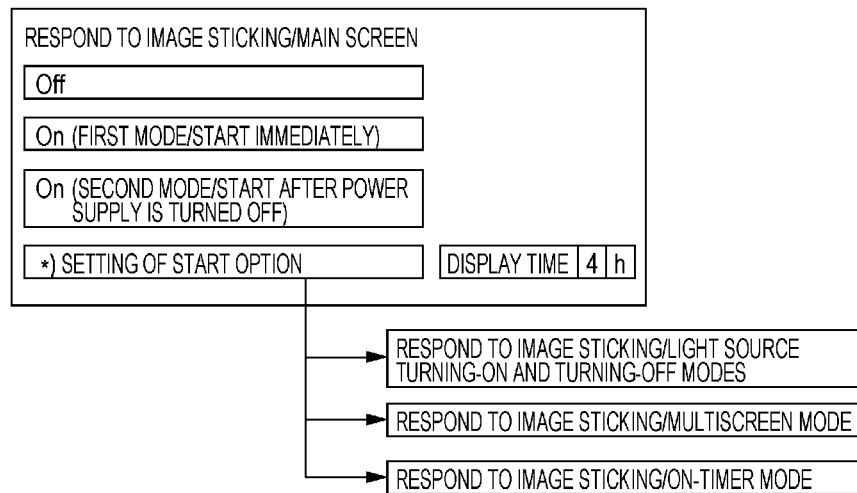 RESPOND TO IMAGE STICKING/MAIN SCREEN
Off
On (FIRST MODE/START IMMEDIATELY)
On (SECOND MODE/START AFTER POWER
SUPPLY IS TURNED OFF)
*) SETTING OF START OPTION
DISPLAY TIME 4 h
RESPOND TO IMAGE STICKING/LIGHT SOURCE
TURNING-ON AND TURNING-OFF MODES
RESPOND TO IMAGE STICKING/MULTISCREEN MODE
RESPOND TO IMAGE STICKING/ON-TIMER MODE